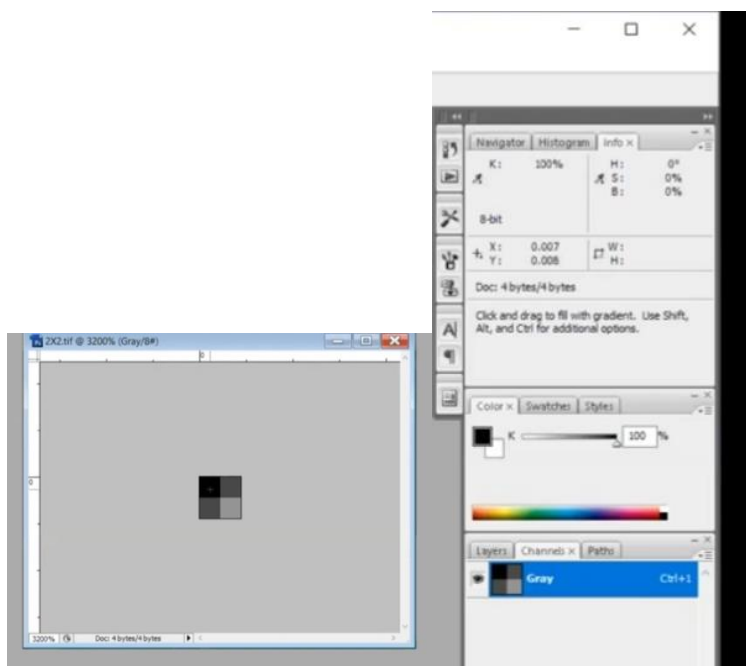 Navigator Histogram Info ×
K: 100% H: 0°
S: 0%
B: 0%
8-bit
X: 0.007 W:
Y: 0.006 H:
Doc: 4 bytes/4 bytes
Click and drag to fill with gradient. Use Shift,
Alt, and Ctrl for additional options.
2X2.tif @ 3200% (Gray/8#)
0
0
3200% Doc: 4 bytes/4 bytes
Color × Swatches Styles
K 100 %
Layers Channels × Paths
Gray Ctrl+1